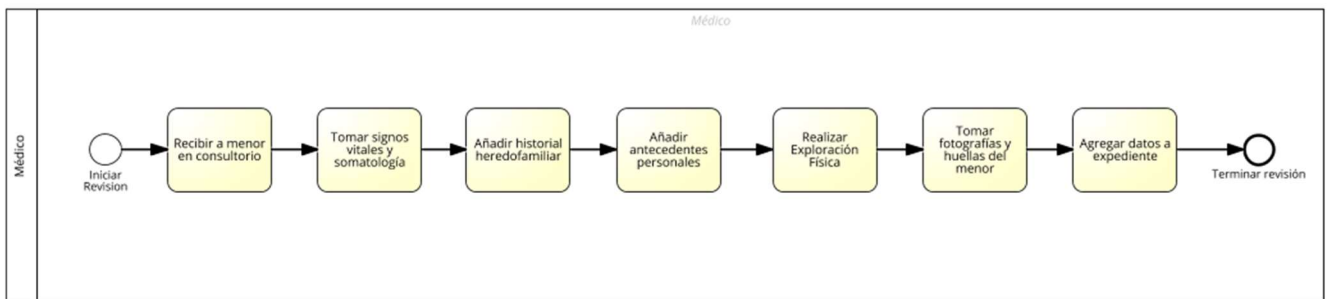 Médico
Médico
Iniciar
Revision
Recibir a menor
en consultorio
Tomar signos
vitales y
somatología
Añadir historial
heredofamiliar
Añadir
antecedentes
personales
Realizar
Exploración
Física
Tomar
fotografías y
huellas del
menor
Agregar datos a
expediente
Terminar revisión